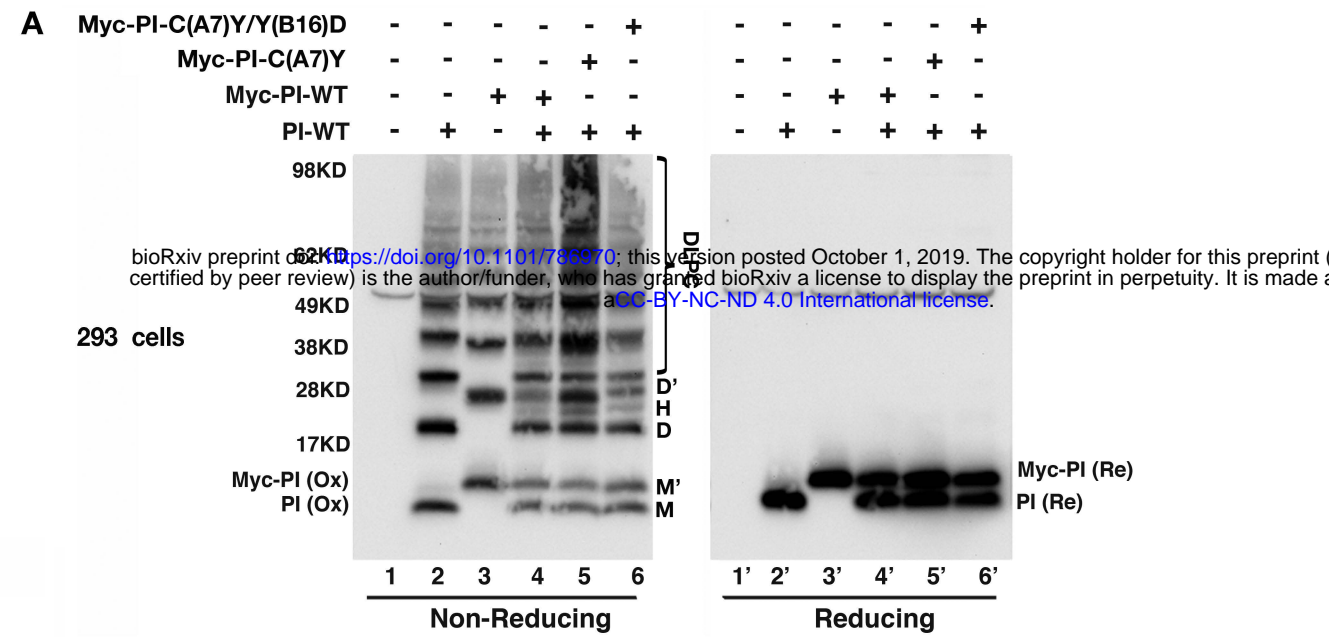 A
Myc-PI-C(A7)Y/Y(B16)D - - - - - + - - - - - +
Myc-PI-C(A7)Y - - - - + - - - - - + -
Myc-PI-WT - - + + - - - - + + - -
PI-WT - + - + + + - + - + + +
98KD
62KD
bioRxiv preprint doi: https://doi.org/10.1101/786970; this version posted October 1, 2019. The copyright holder for this preprint (
certified by peer review) is the author/funder, who has granted bioRxiv a license to display the preprint in perpetuity. It is made a
aCC-BY-NC-ND 4.0 International license.
49KD
293 cells
38KD
28KD
17KD
Myc-PI (Ox)
PI (Ox)
D'
H
D
M'
M
Myc-PI (Re)
PI (Re)
1 2 3 4 5 6 1' 2' 3' 4' 5' 6'
Non-Reducing Reducing